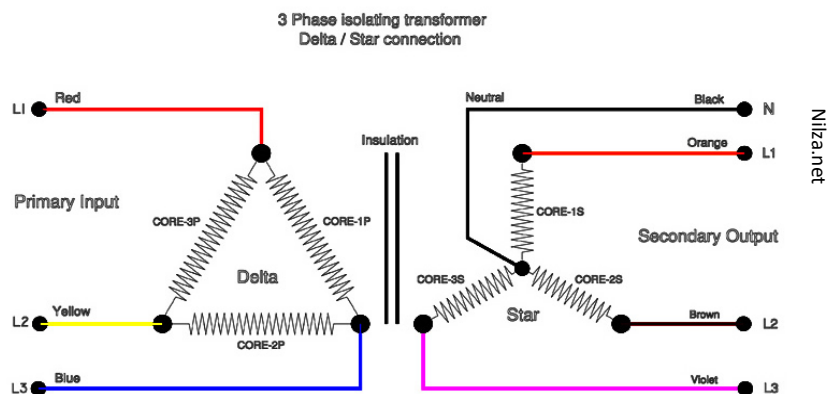 3 Phase isolating transformer
Delta / Star connection
L1
Red
Neutral
Black
N
Insulation
Orange
L1
Primary Input
CORE-3P
CORE-1P
CORE-1S
Secondary Output
Delta
CORE-3S
CORE-2S
L2
Yellow
Star
Brown
L2
CORE-2P
L3
Blue
Violet
L3
Nilza.net